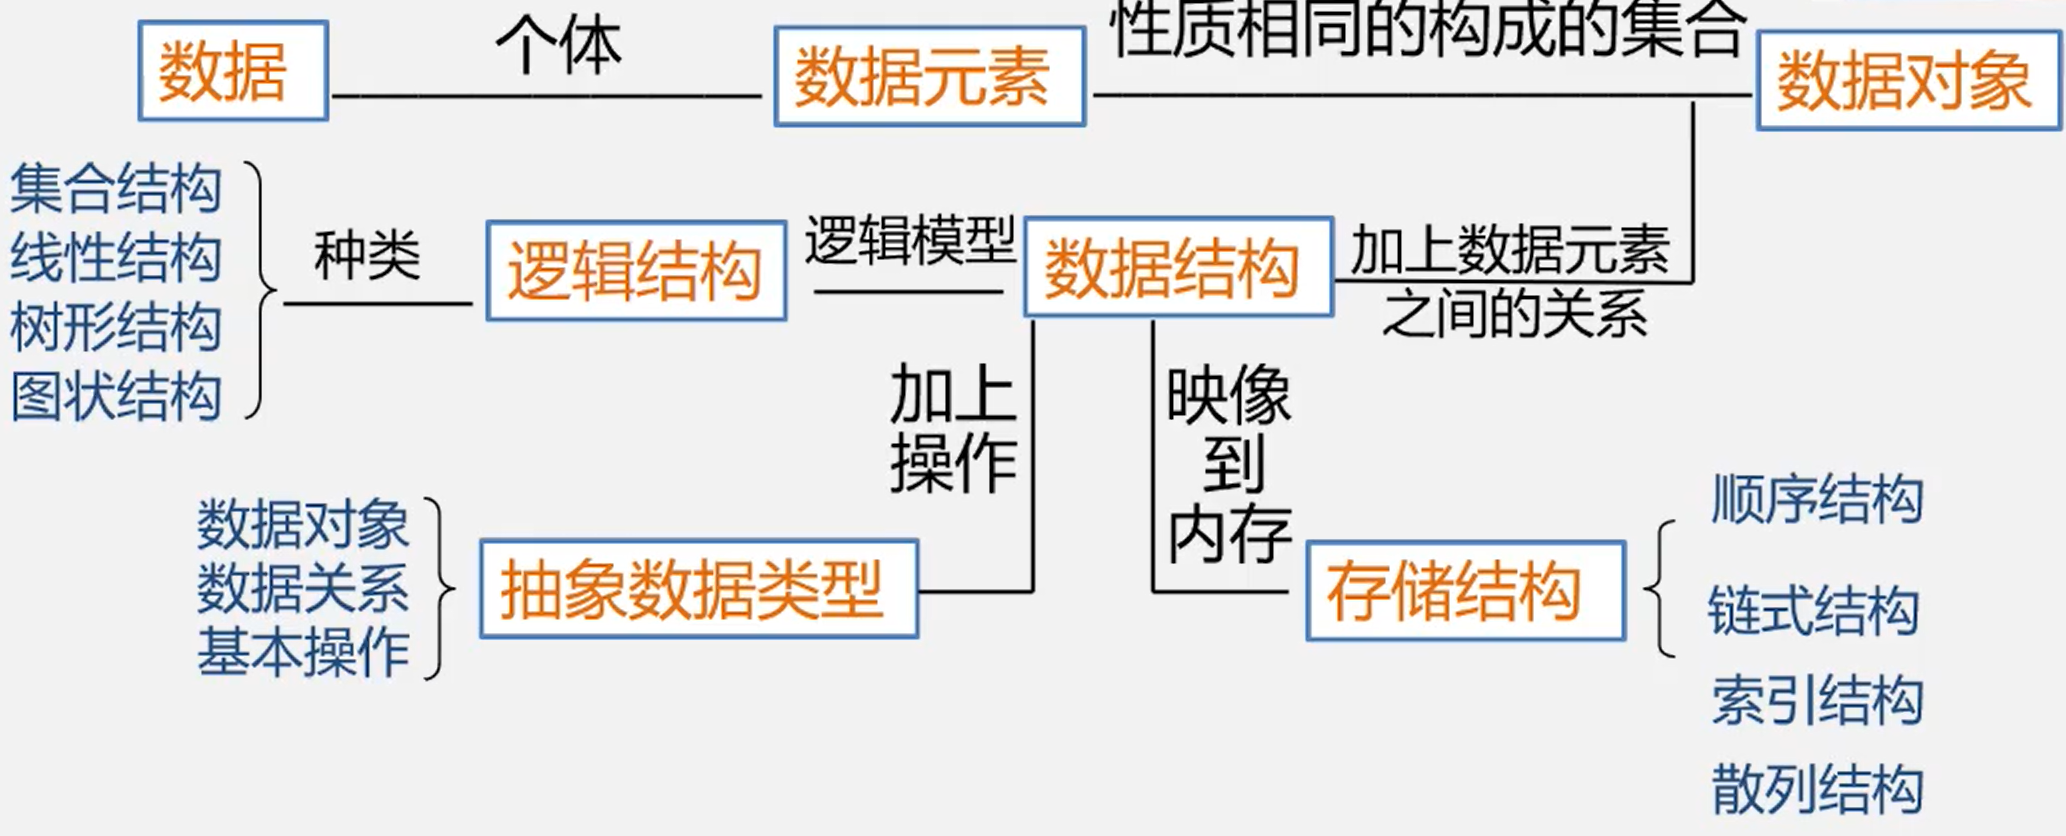 数据
个体
数据元素
性质相同的构成的集合
数据对象
集合结构
线性结构
树形结构
图状结构
种类
逻辑结构
逻辑模型
数据结构
加上数据元素
之间的关系
加上
操作
映像
到
内存
数据对象
数据关系
基本操作
抽象数据类型
存储结构
顺序结构
链式结构
索引结构
散列结构